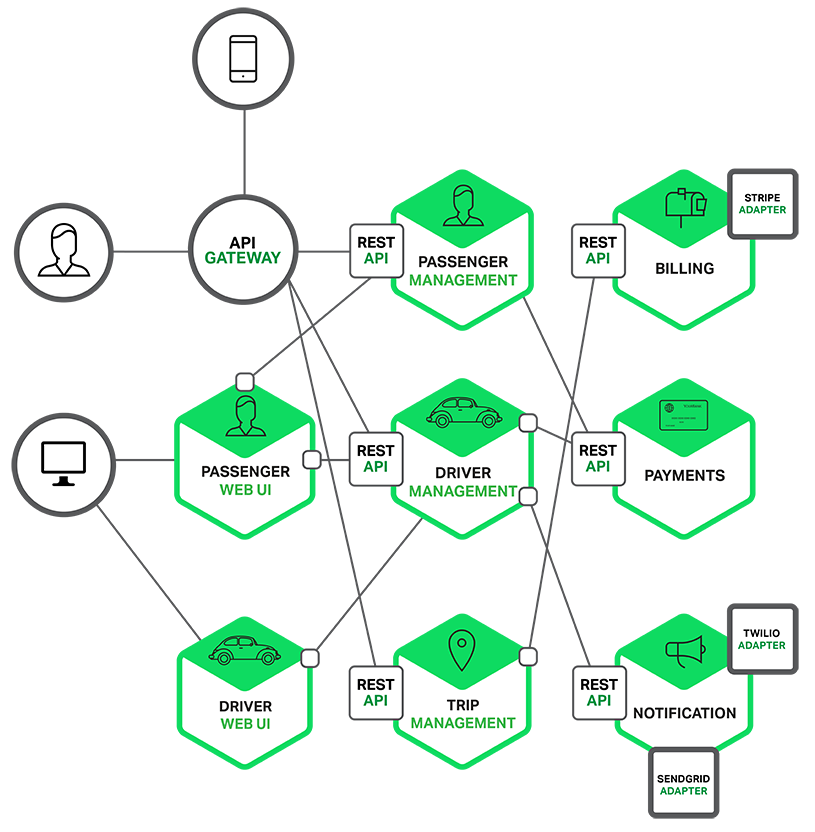 API
GATEWAY
REST
API
PASSENGER
MANAGEMENT
REST
API
BILLING
STRIPE
ADAPTER
PASSENGER
WEB UI
REST
API
DRIVER
MANAGEMENT
REST
API
PAYMENTS
DRIVER
WEB UI
REST
API
TRIP
MANAGEMENT
REST
API
NOTIFICATION
TWILIO
ADAPTER
SENDGRID
ADAPTER